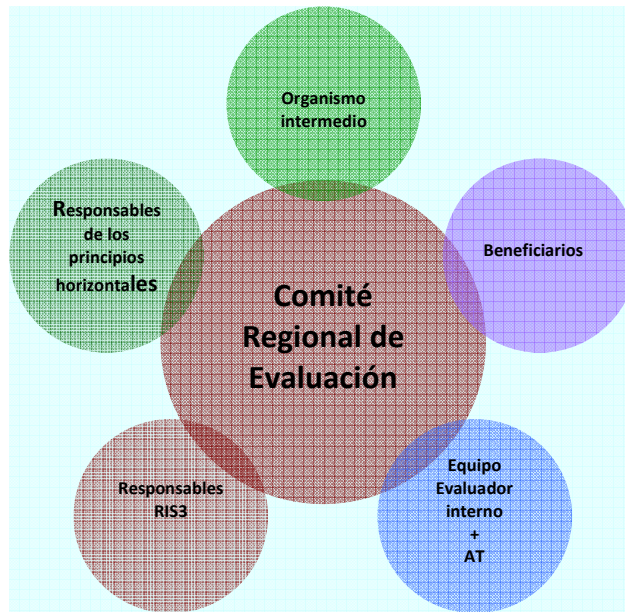 Organismo
intermedio
Responsables
de los
principios
horizontales
Beneficiarios
Comité
Regional de
Evaluación
Responsables
RIS3
Equipo
Evaluador
interno
+
AT